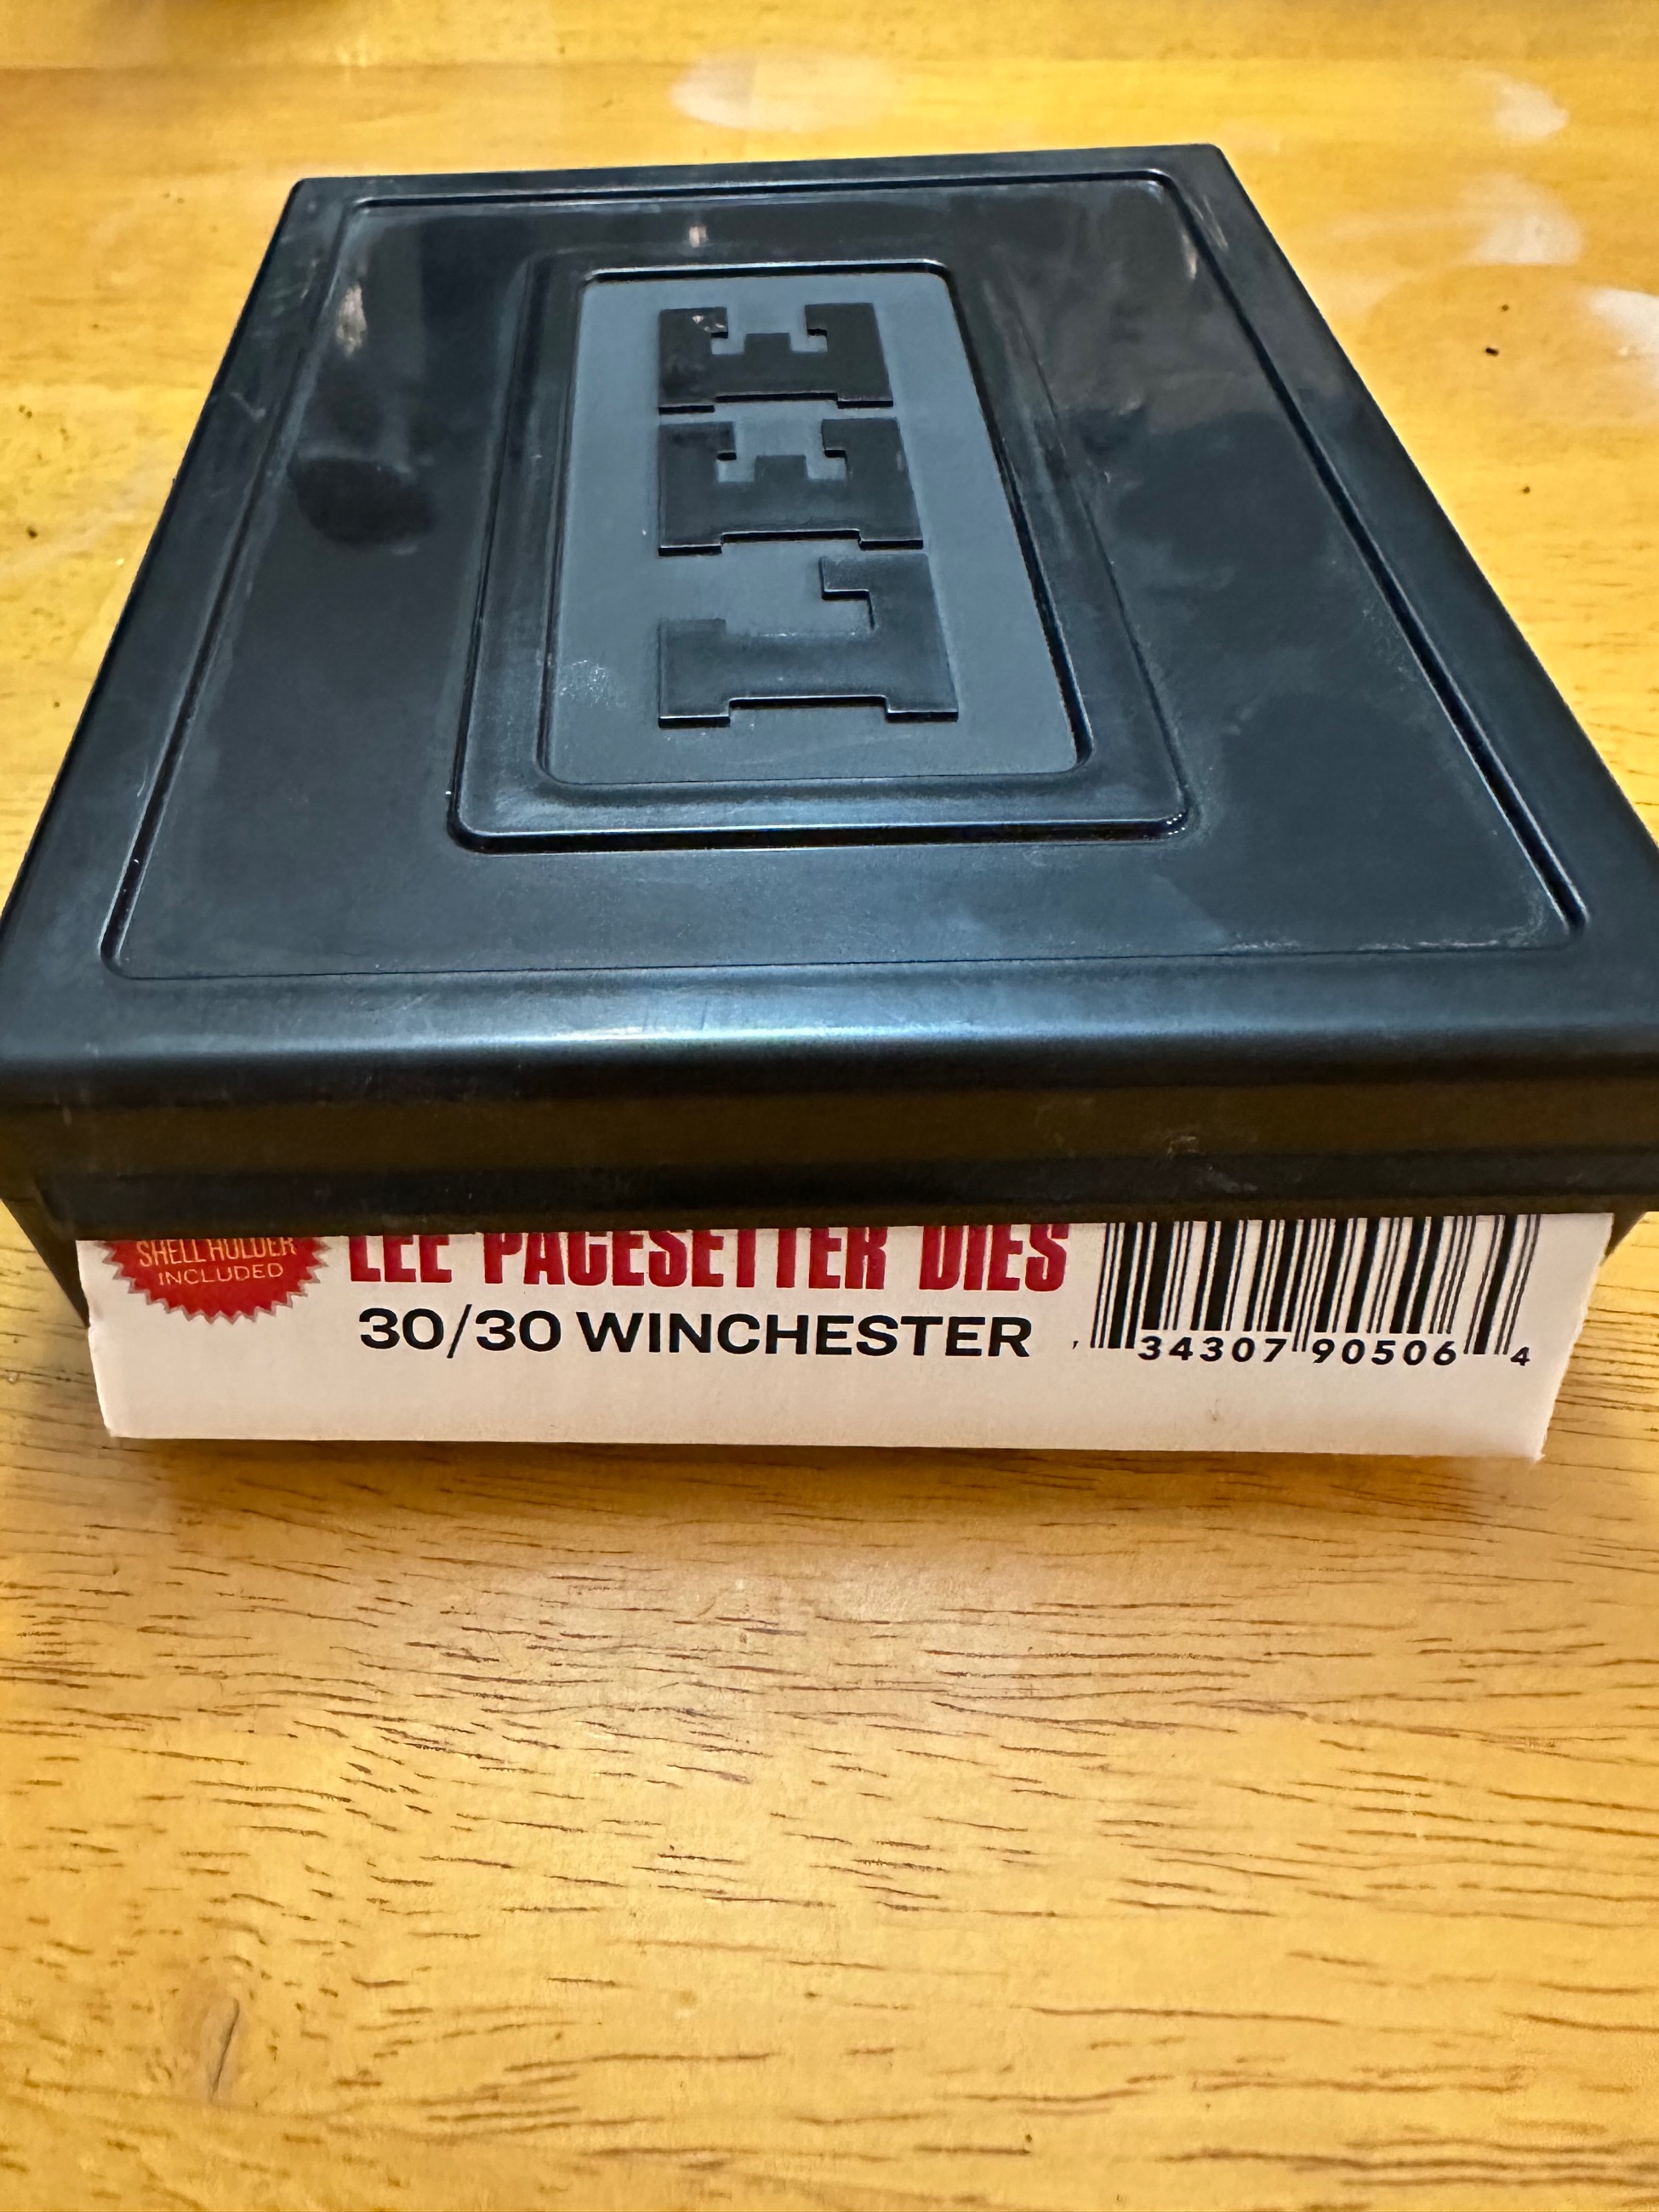 LEE
SHELL HOLDER
INCLUDED
LEE PACESETTER DIES
30/30 WINCHESTER
34307 90506 4